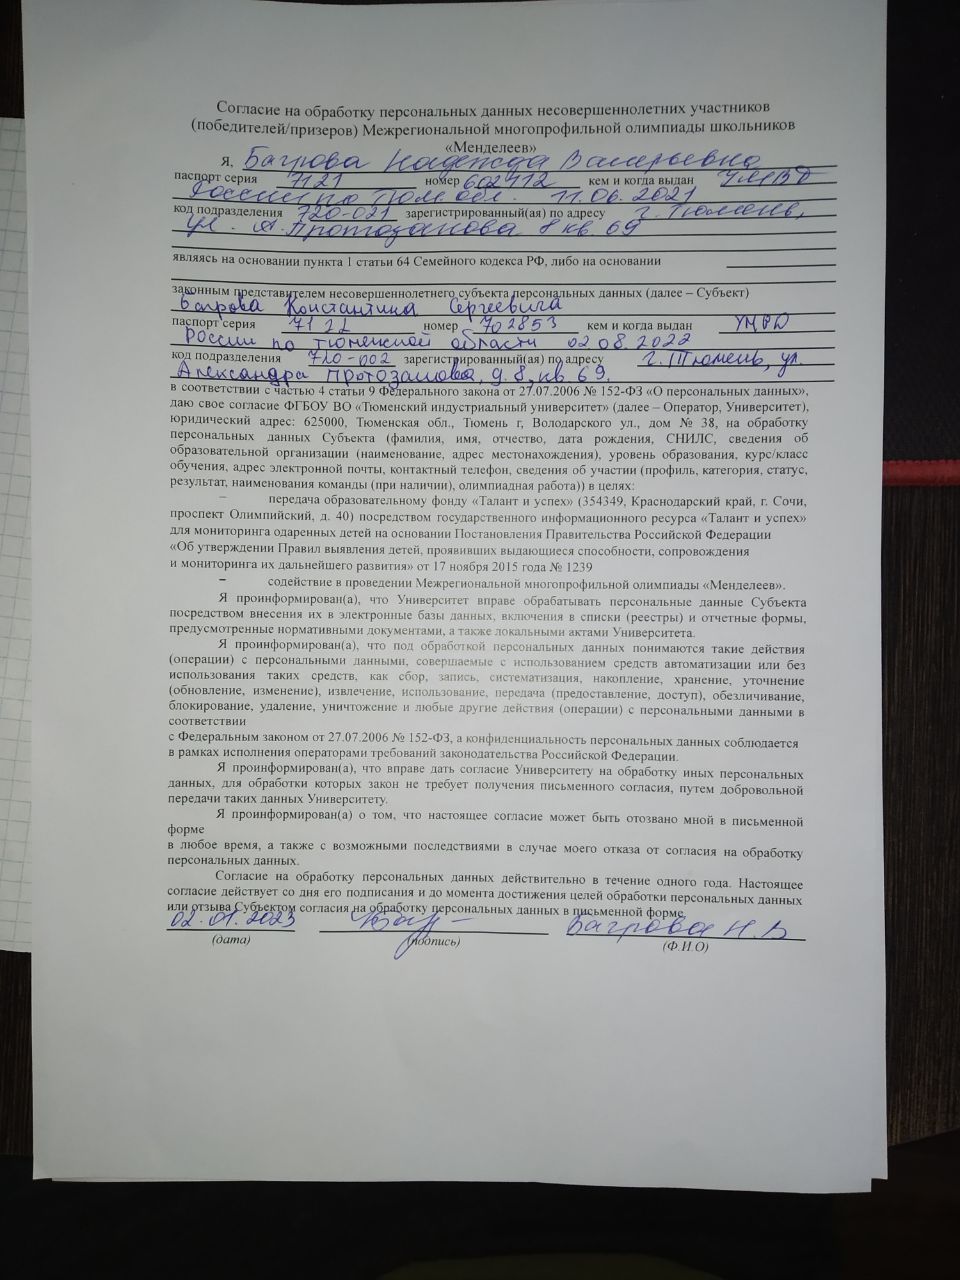 Согласие на обработку персональных данных несовершеннолетних участников
(победителей/призеров) Межрегиональной многопрофильной олимпиады школьников
«Менделеев»
Я, Багрова Надежда Валерьевна
паспорт серия 7121 номер 602412 кем и когда выдан УМВД
России по Тюм. обл. 11.06.2021
код подразделения 720-021 зарегистрированный(ая) по адресу г. Тюмень,
ул. А. Протозанова 8 кв. 69
являясь на основании пункта 1 статьи 64 Семейного кодекса РФ, либо на основании
законным представителем несовершеннолетнего субъекта персональных данных (далее – Субъект)
Багрова Константина Сергеевича
паспорт серия 7122 номер 702853 кем и когда выдан УМВД
России по Тюменской области 02.08.2022
код подразделения 720-002 зарегистрированный(ая) по адресу г. Тюмень, ул.
Александра Протозанова, д. 8, кв. 69.
в соответствии с частью 4 статьи 9 Федерального закона от 27.07.2006 № 152-ФЗ «О персональных данных»,
даю свое согласие ФГБОУ ВО «Тюменский индустриальный университет» (далее – Оператор, Университет),
юридический адрес: 625000, Тюменская обл., Тюмень г, Володарского ул., дом № 38, на обработку
персональных данных Субъекта (фамилия, имя, отчество, дата рождения, СНИЛС, сведения об
образовательной организации (наименование, адрес местонахождения), уровень образования, курс/класс
обучения, адрес электронной почты, контактный телефон, сведения об участии (профиль, категория, статус,
результат, наименования команды (при наличии), олимпиадная работа)) в целях:
– передача образовательному фонду «Талант и успех» (354349, Краснодарский край, г. Сочи,
проспект Олимпийский, д. 40) посредством государственного информационного ресурса «Талант и успех»
для мониторинга одаренных детей на основании Постановления Правительства Российской Федерации
«Об утверждении Правил выявления детей, проявивших выдающиеся способности, сопровождения
и мониторинга их дальнейшего развития» от 17 ноября 2015 года № 1239
– содействие в проведении Межрегиональной многопрофильной олимпиады «Менделеев».
Я проинформирован(а), что Университет вправе обрабатывать персональные данные Субъекта
посредством внесения их в электронные базы данных, включения в списки (реестры) и отчетные формы,
предусмотренные нормативными документами, а также локальными актами Университета.
Я проинформирован(а), что под обработкой персональных данных понимаются такие действия
(операции) с персональными данными, совершаемые с использованием средств автоматизации или без
использования таких средств, как сбор, запись, систематизация, накопление, хранение, уточнение
(обновление, изменение), извлечение, использование, передача (предоставление, доступ), обезличивание,
блокирование, удаление, уничтожение и любые другие действия (операции) с персональными данными в
соответствии
с Федеральным законом от 27.07.2006 № 152-ФЗ, а конфиденциальность персональных данных соблюдается
в рамках исполнения операторами требований законодательства Российской Федерации.
Я проинформирован(а), что вправе дать согласие Университету на обработку иных персональных
данных, для обработки которых закон не требует получения письменного согласия, путем добровольной
передачи таких данных Университету.
Я проинформирован(а) о том, что настоящее согласие может быть отозвано мной в письменной
форме
в любое время, а также с возможными последствиями в случае моего отказа от согласия на обработку
персональных данных.
Согласие на обработку персональных данных действительно в течение одного года. Настоящее
согласие действует со дня его подписания и до момента достижения целей обработки персональных данных
или отзыва Субъектом согласия на обработку персональных данных в письменной форме.
02.01.2023 Багрова Н.В
(дата) (подпись) (Ф.И.О)